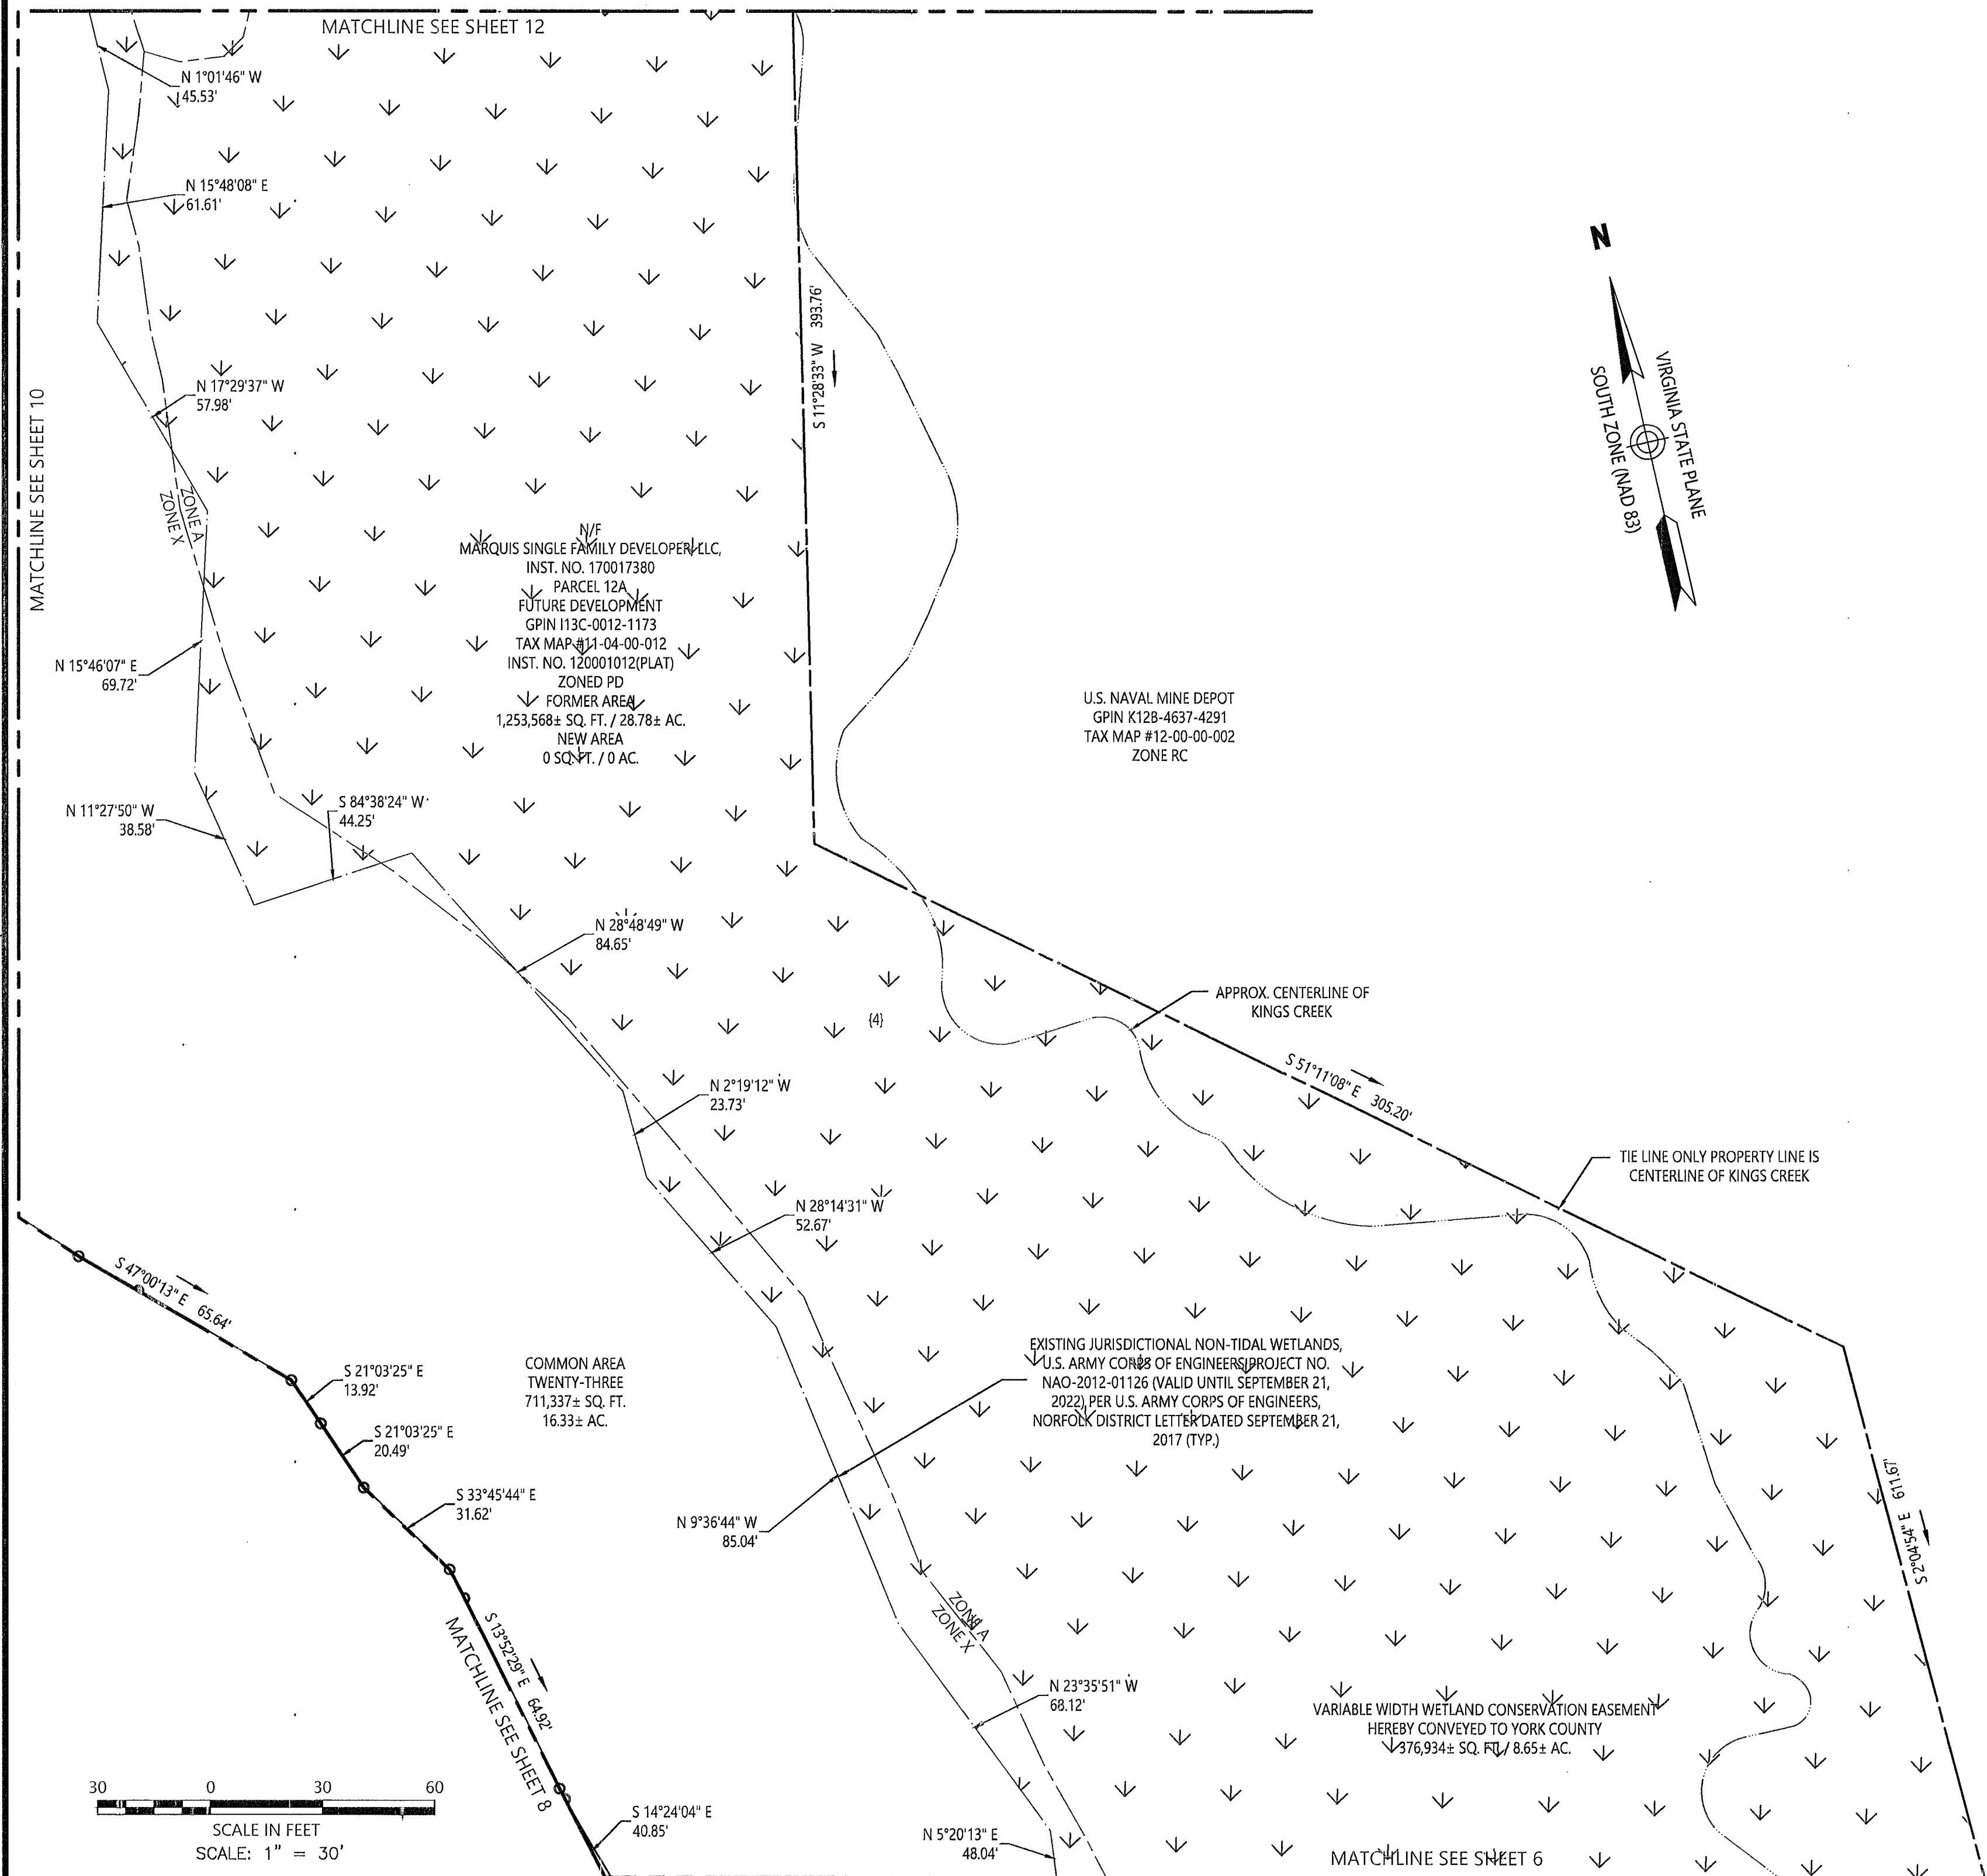 MATCHLINE SEE SHEET 12
N 1°01'46" W
45.53'
N 15°48'08" E
61.61'
MATCHLINE SEE SHEET 10
N 17°29'37" W
57.98'
ZONE A
ZONE X
S 11°28'33" W 393.76'
N
VIRGINIA STATE PLANE
SOUTH ZONE (NAD 83)
N/F
MARQUIS SINGLE FAMILY DEVELOPER LLC,
INST. NO. 170017380
PARCEL 12A
FUTURE DEVELOPMENT
GPIN I13C-0012-1173
TAX MAP #11-04-00-012
INST. NO. 120001012(PLAT)
ZONED PD
FORMER AREA
1,253,568± SQ. FT. / 28.78± AC.
NEW AREA
0 SQ. FT. / 0 AC.
N 15°46'07" E
69.72'
U.S. NAVAL MINE DEPOT
GPIN K12B-4637-4291
TAX MAP #12-00-00-002
ZONE RC
N 11°27'50" W
38.58'
S 84°38'24" W
44.25'
N 28°48'49" W
84.65'
{4}
APPROX. CENTERLINE OF
KINGS CREEK
S 51°11'08" E 305.20'
N 2°19'12" W
23.73'
TIE LINE ONLY PROPERTY LINE IS
CENTERLINE OF KINGS CREEK
N 28°14'31" W
52.67'
S 47°00'13" E 65.64'
S 21°03'25" E
13.92'
COMMON AREA
TWENTY-THREE
711,337± SQ. FT.
16.33± AC.
EXISTING JURISDICTIONAL NON-TIDAL WETLANDS,
U.S. ARMY CORPS OF ENGINEERS PROJECT NO.
NAO-2012-01126 (VALID UNTIL SEPTEMBER 21,
2022) PER U.S. ARMY CORPS OF ENGINEERS,
NORFOLK DISTRICT LETTER DATED SEPTEMBER 21,
2017 (TYP.)
S 21°03'25" E
20.49'
S 33°45'44" E
31.62'
N 9°36'44" W
85.04'
S 2°04'54" E 611.67'
ZONE A
ZONE X
S 13°52'29" E 64.92'
MATCHLINE SEE SHEET 8
N 23°35'51" W
68.12'
VARIABLE WIDTH WETLAND CONSERVATION EASEMENT
HEREBY CONVEYED TO YORK COUNTY
376,934± SQ. FT. / 8.65± AC.
30 0 30 60
SCALE IN FEET
SCALE: 1" = 30'
S 14°24'04" E
40.85'
N 5°20'13" E
48.04'
MATCHLINE SEE SHEET 6